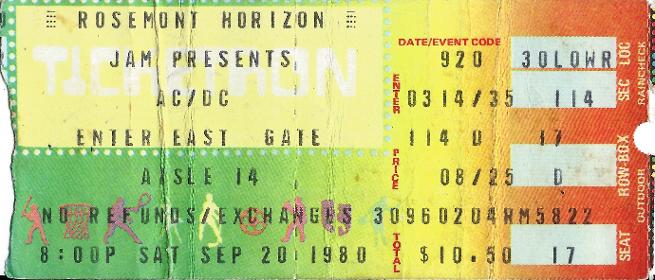 ROSEMONT HORIZON
JAM PRESENTS
TICKETRON
AC/DC
ENTER EAST GATE
AISLE 14
NO REFUNDS/EXCHANGES 30960204RM5822
8:00P SAT SEP 20 1980
DATE/EVENT CODE
920 30LOWR
ENTER
0314/35 114
114 D 17
PRICE
08/25 D
TOTAL
$10.50 17
SEC LOC
ROW-BOX
SEAT
RAINCHECK
OUTDOOR